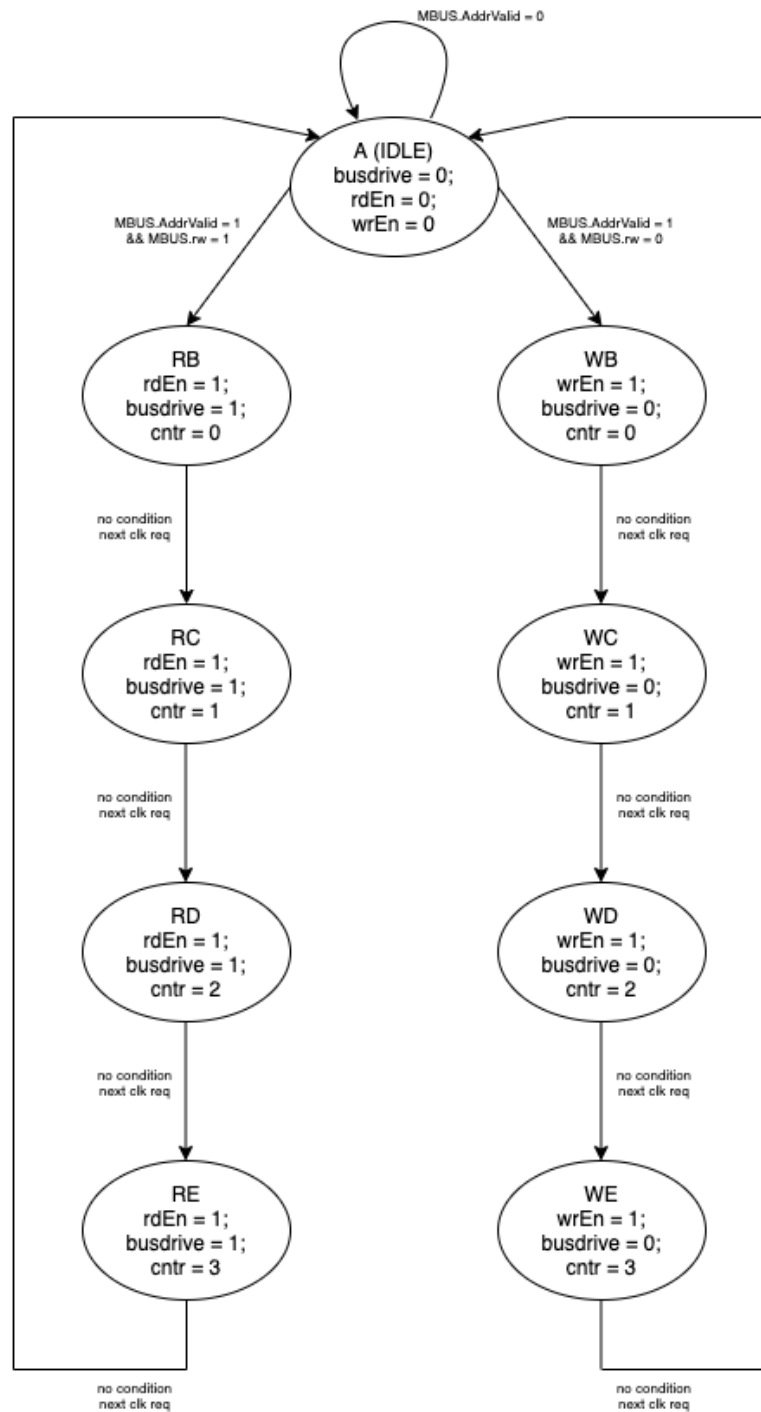 MBUS.AddrValid = 0
A (IDLE)
busdrive = 0;
rdEn = 0;
wrEn = 0
MBUS.AddrValid = 1
&& MBUS.rw = 1
MBUS.AddrValid = 1
&& MBUS.rw = 0
RB
rdEn = 1;
busdrive = 1;
cntr = 0
WB
wrEn = 1;
busdrive = 0;
cntr = 0
no condition
next clk req
no condition
next clk req
RC
rdEn = 1;
busdrive = 1;
cntr = 1
WC
wrEn = 1;
busdrive = 0;
cntr = 1
no condition
next clk req
no condition
next clk req
RD
rdEn = 1;
busdrive = 1;
cntr = 2
WD
wrEn = 1;
busdrive = 0;
cntr = 2
no condition
next clk req
no condition
next clk req
RE
rdEn = 1;
busdrive = 1;
cntr = 3
WE
wrEn = 1;
busdrive = 0;
cntr = 3
no condition
next clk req
no condition
next clk req